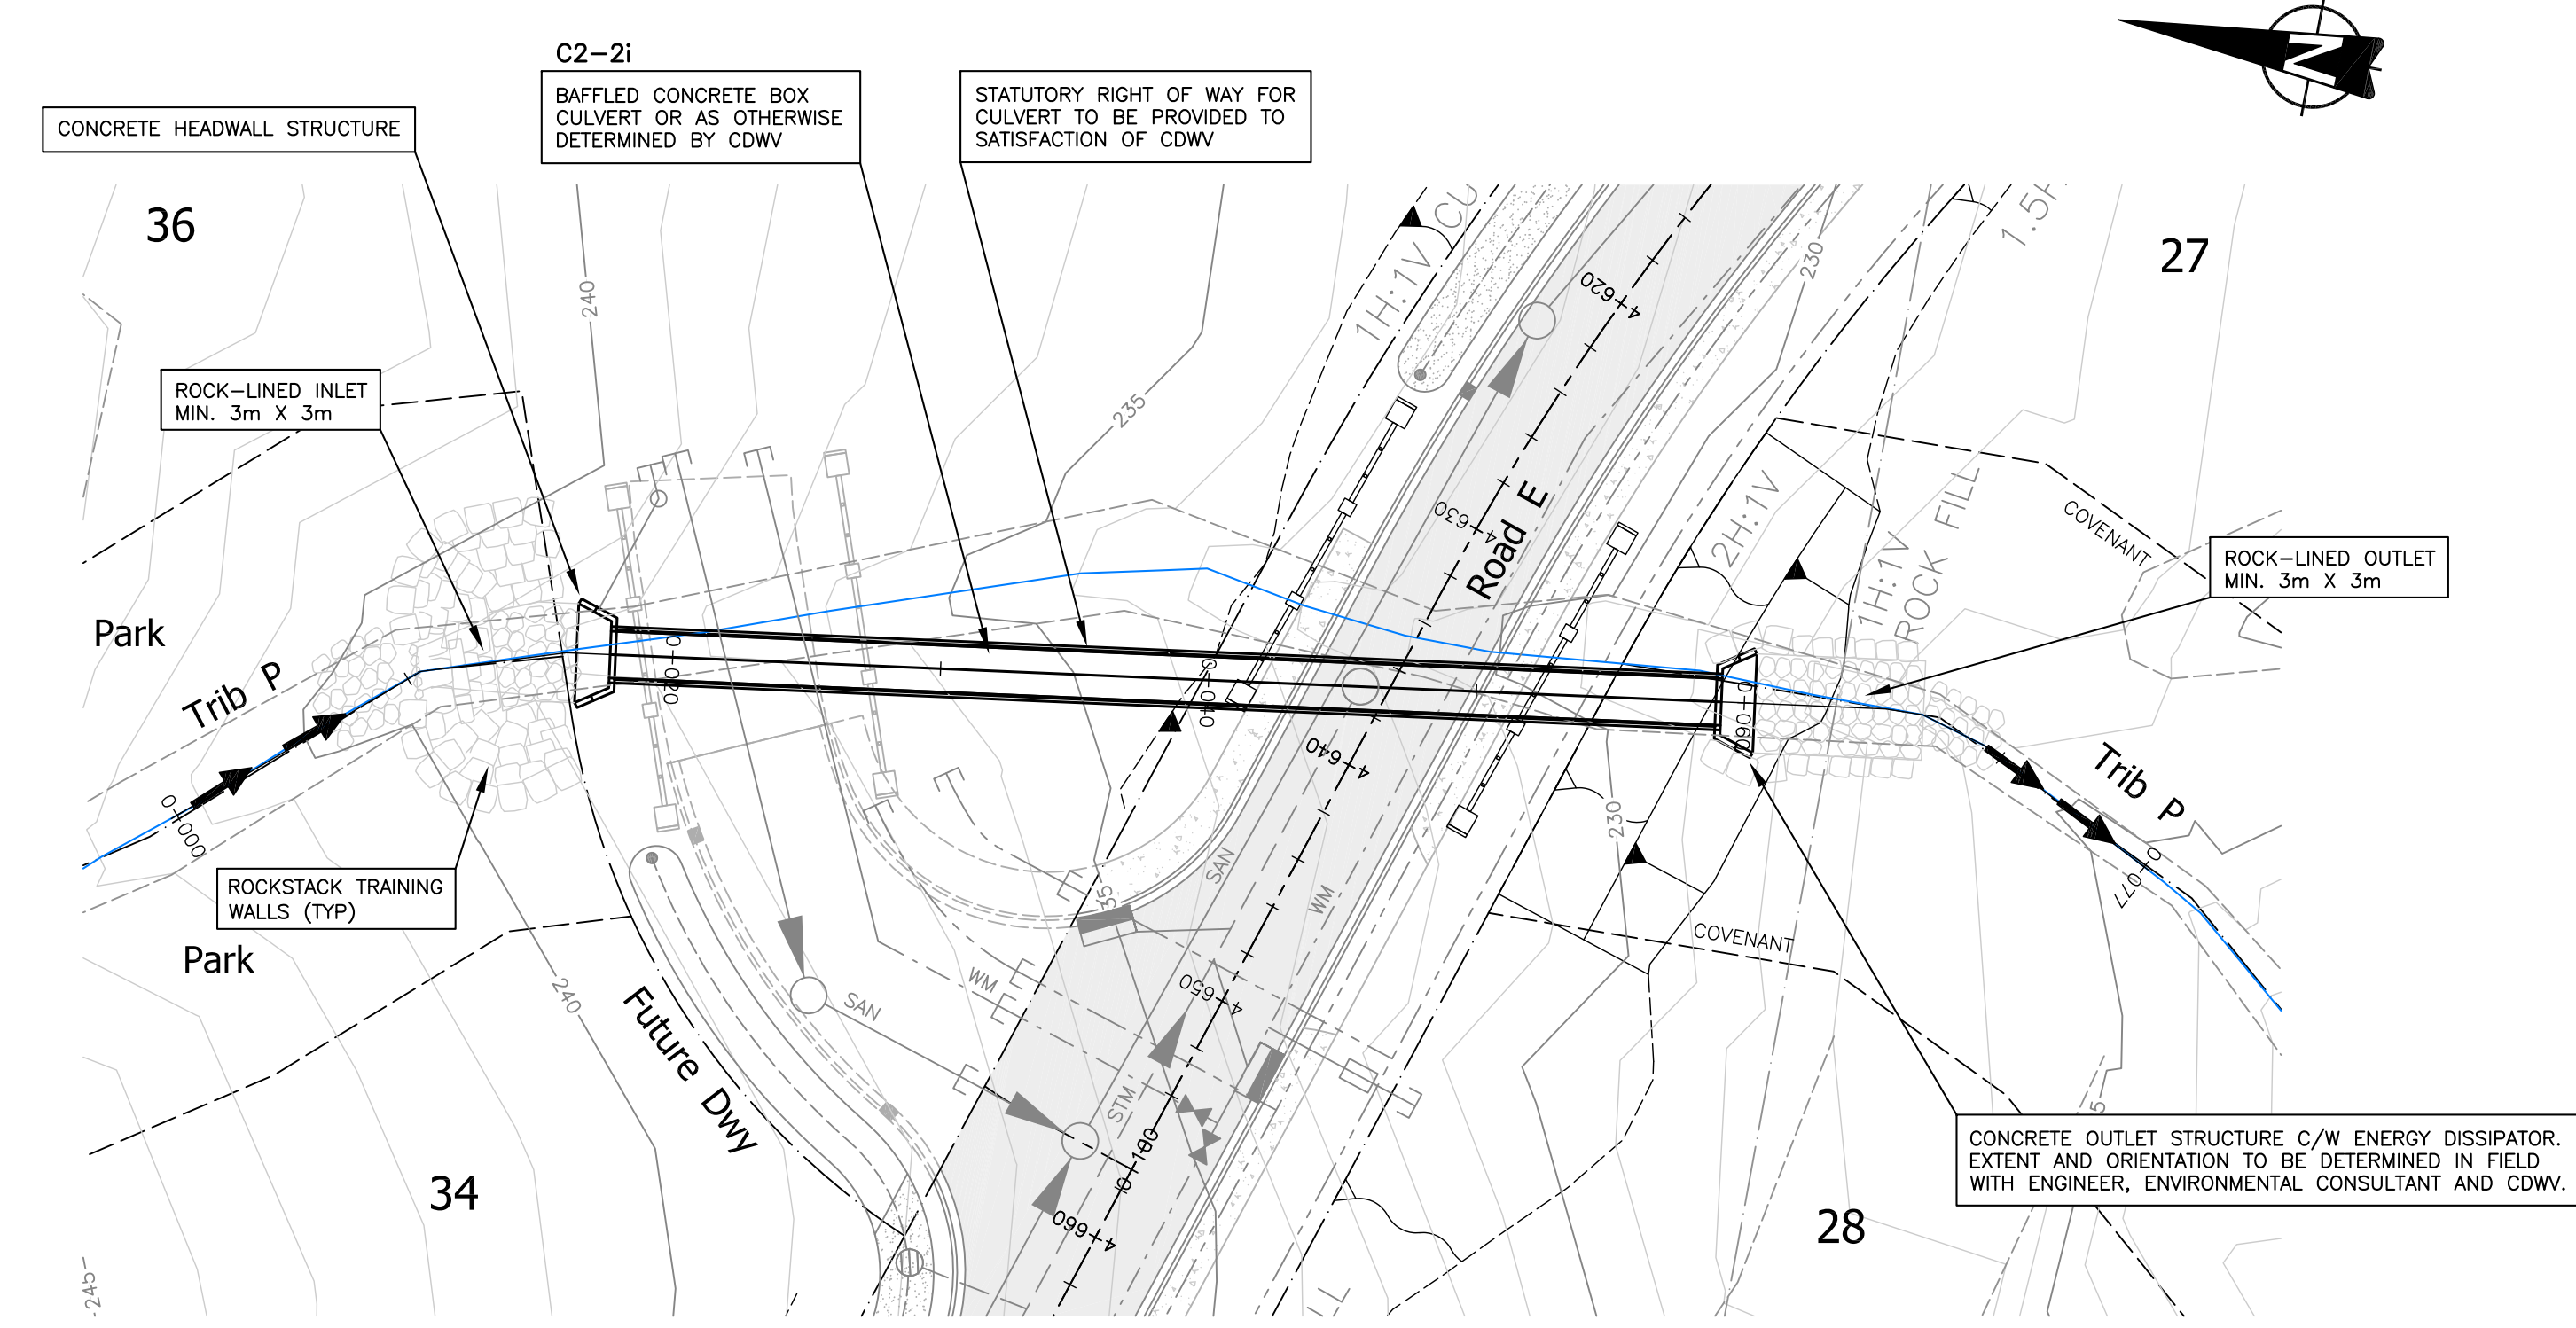 N
C2-2i
CONCRETE HEADWALL STRUCTURE
BAFFLED CONCRETE BOX
CULVERT OR AS OTHERWISE
DETERMINED BY CDWV
STATUTORY RIGHT OF WAY FOR
CULVERT TO BE PROVIDED TO
SATISFACTION OF CDWV
36
27
240
235
230
1H:1V CU
1.5H
4+620
ROCK-LINED INLET
MIN. 3m X 3m
4+630
Road E
2H:1V
1H:1V
ROCK FILL
COVENANT
ROCK-LINED OUTLET
MIN. 3m X 3m
Park
Trib P
0+000
0+020
0+040
0+060
4+640
Trib P
0+077
ROCKSTACK TRAINING
WALLS (TYP)
Park
230
SAN
WM
COVENANT
240
SAN
WM
4+650
Future Dwy
STM
0+100
4+660
34
28
245
CONCRETE OUTLET STRUCTURE C/W ENERGY DISSIPATOR.
EXTENT AND ORIENTATION TO BE DETERMINED IN FIELD
WITH ENGINEER, ENVIRONMENTAL CONSULTANT AND CDWV.